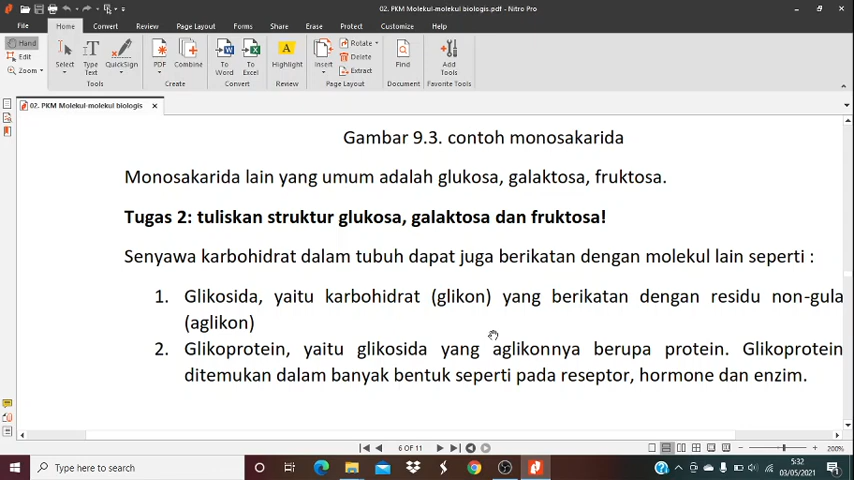 02. PKM Molekul-molekul biologis.pdf - Nitro Pro
File Home Convert Review Page Layout Forms Share Erase Protect Customize Help
Hand
Edit
Zoom
Select
Type Text
QuickSign
Tools
PDF
Combine
Create
To Word
To Excel
Convert
Highlight
Review
Insert
Rotate
Delete
Extract
Page Layout
Find
Document
Add Tools
Favorite Tools
02. PKM Molekul-molekul biologis
Gambar 9.3. contoh monosakarida
Monosakarida lain yang umum adalah glukosa, galaktosa, fruktosa.
Tugas 2: tuliskan struktur glukosa, galaktosa dan fruktosa!
Senyawa karbohidrat dalam tubuh dapat juga berikatan dengan molekul lain seperti :
1. Glikosida, yaitu karbohidrat (glikon) yang berikatan dengan residu non-gula
(aglikon)
2. Glikoprotein, yaitu glikosida yang aglikonnya berupa protein. Glikoprotein
ditemukan dalam banyak bentuk seperti pada reseptor, hormone dan enzim.
6 OF 11
200%
Type here to search
5:32
03/05/2021